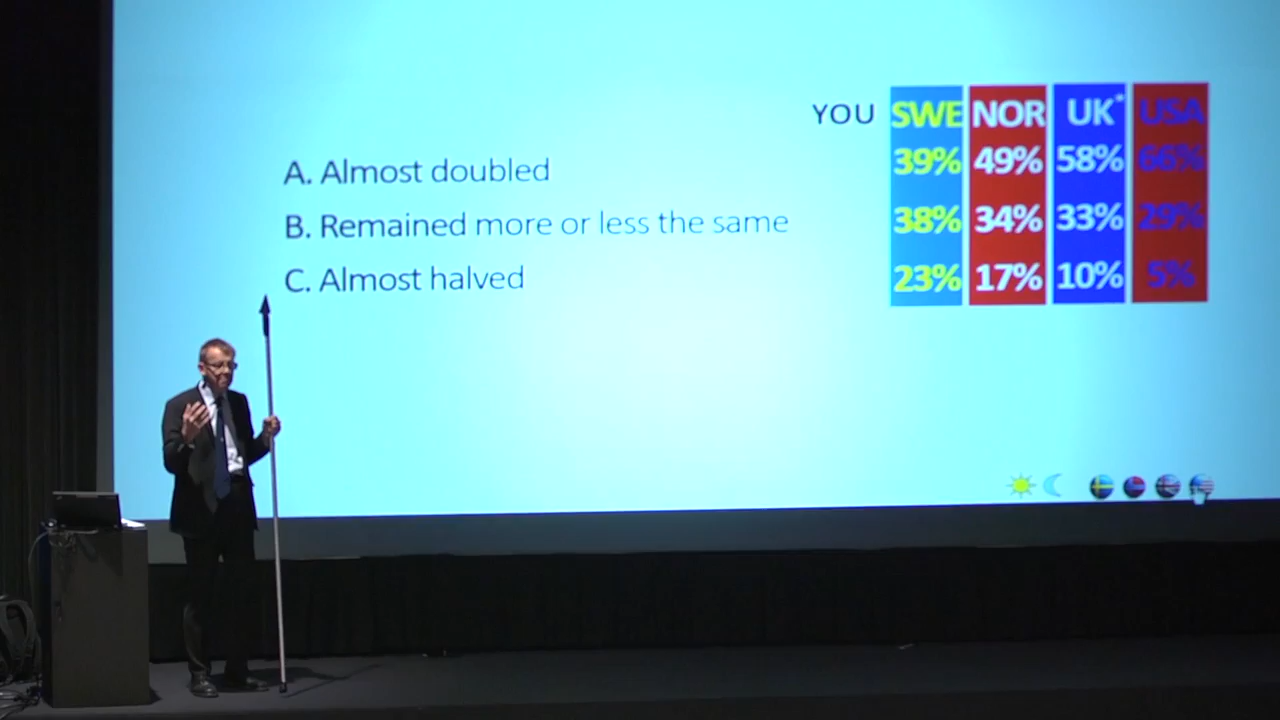 YOU SWE NOR UK* USA
A. Almost doubled 39% 49% 58% 66%
B. Remained more or less the same 38% 34% 33% 29%
C. Almost halved 23% 17% 10% 5%